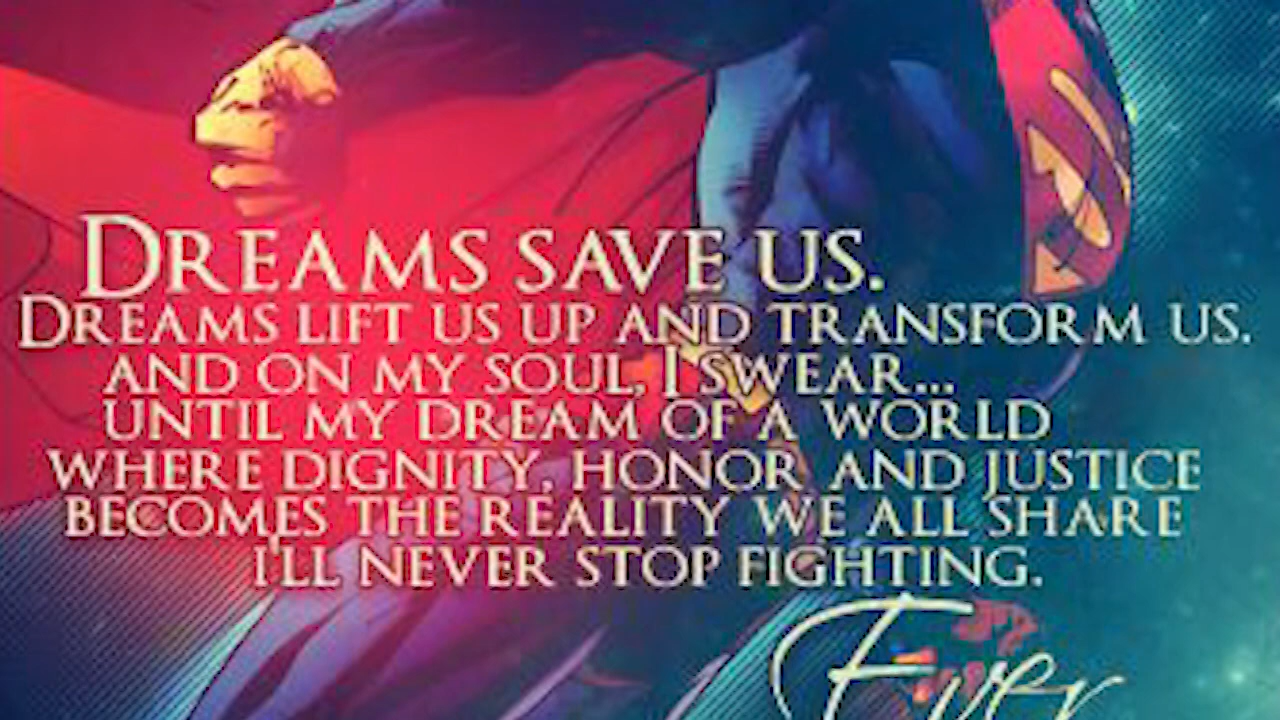 DREAMS SAVE US.
DREAMS LIFT US UP AND TRANSFORM US.
AND ON MY SOUL, I SWEAR...
UNTIL MY DREAM OF A WORLD
WHERE DIGNITY, HONOR AND JUSTICE
BECOMES THE REALITY WE ALL SHARE
I'LL NEVER STOP FIGHTING.
Ever